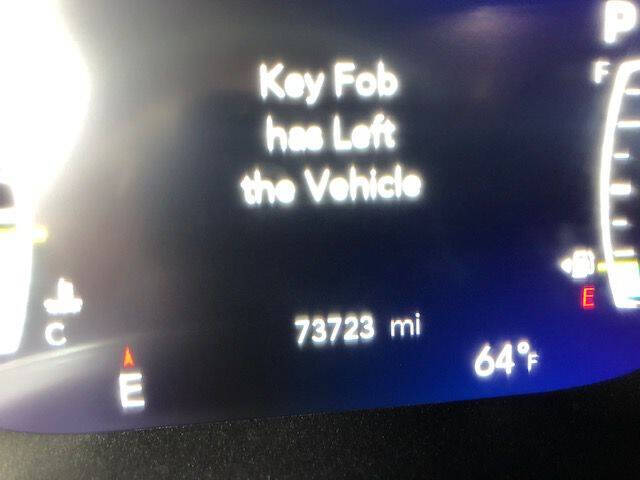 P
Key Fob
has Left
the Vehicle
F
E
C
73723 mi
E
64°F